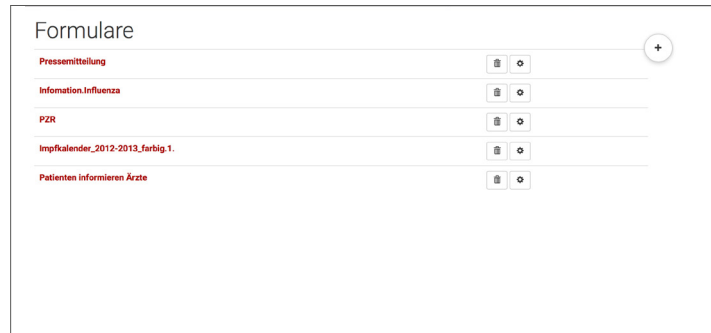 Formulare
+
Pressemitteilung
Infomation.Influenza
PZR
Impfkalender_2012-2013_farbig.1.
Patienten informieren Ärzte